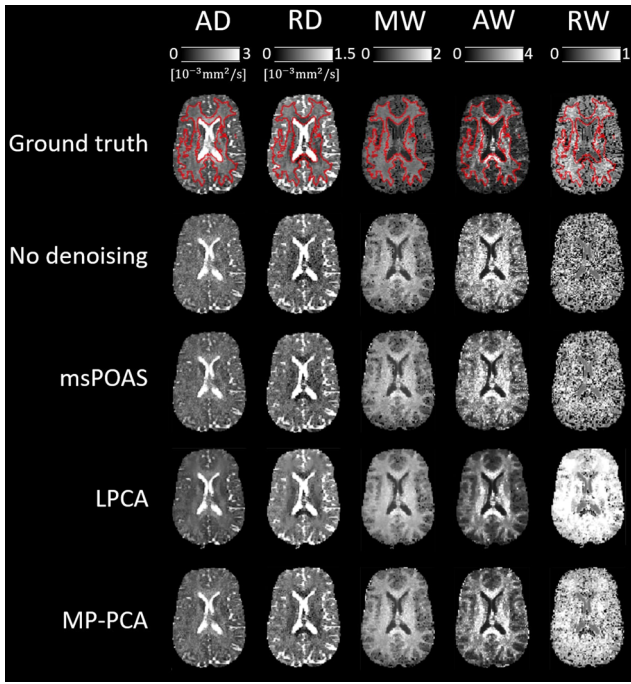 AD RD MW AW RW
0 3 0 1.5 0 2 0 4 0 1
[10⁻³mm²/s] [10⁻³mm²/s]
Ground truth
No denoising
msPOAS
LPCA
MP-PCA